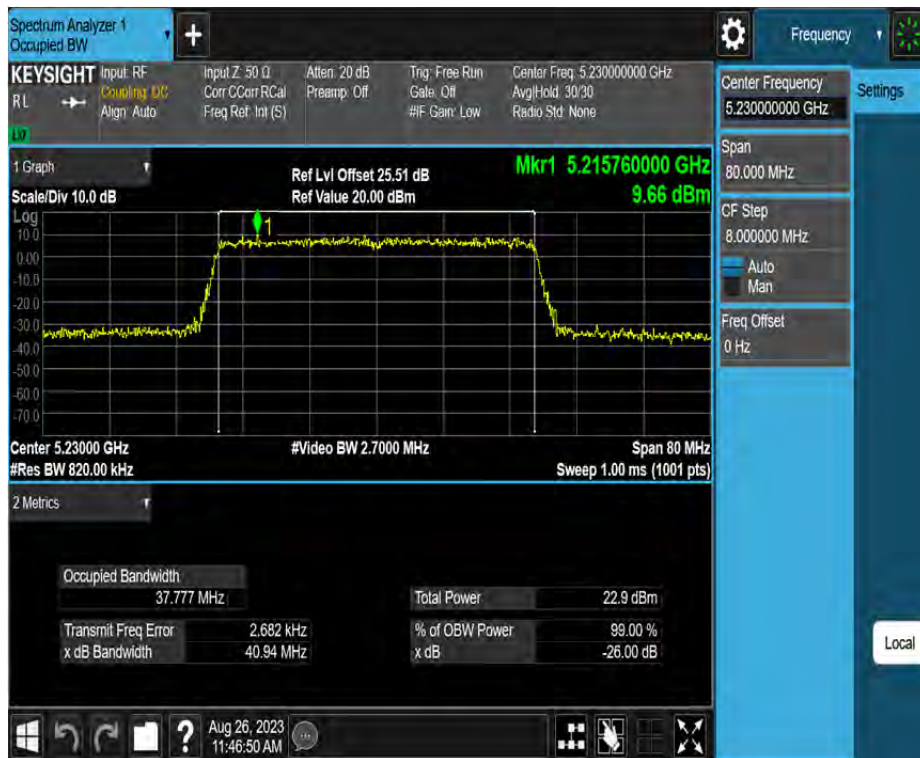 Spectrum Analyzer 1
Occupied BW
+
Frequency
KEYSIGHT
RL
Input: RF
Coupling: DC
Align: Auto
Input Z: 50 Ω
Corr CCorr RCal
Freq Ref: Int (S)
Atten: 20 dB
Preamp: Off
Trig: Free Run
Gate: Off
#IF Gain: Low
Center Freq: 5.230000000 GHz
Avg|Hold: 30/30
Radio Std: None
Center Frequency
5.230000000 GHz
Settings
Span
80.000 MHz
CF Step
8.000000 MHz
Auto
Man
Freq Offset
0 Hz
1 Graph
Scale/Div 10.0 dB
Ref Lvl Offset 25.51 dB
Ref Value 20.00 dBm
Mkr1 5.215760000 GHz
9.66 dBm
Log
10.0
0.00
-10.0
-20.0
-30.0
-40.0
-50.0
-60.0
-70.0
1
Center 5.23000 GHz
#Video BW 2.7000 MHz
Span 80 MHz
#Res BW 820.00 kHz
Sweep 1.00 ms (1001 pts)
2 Metrics
Occupied Bandwidth
37.777 MHz
Total Power 22.9 dBm
Transmit Freq Error 2.682 kHz
% of OBW Power 99.00 %
x dB Bandwidth 40.94 MHz
x dB -26.00 dB
Local
?
Aug 26, 2023
11:46:50 AM